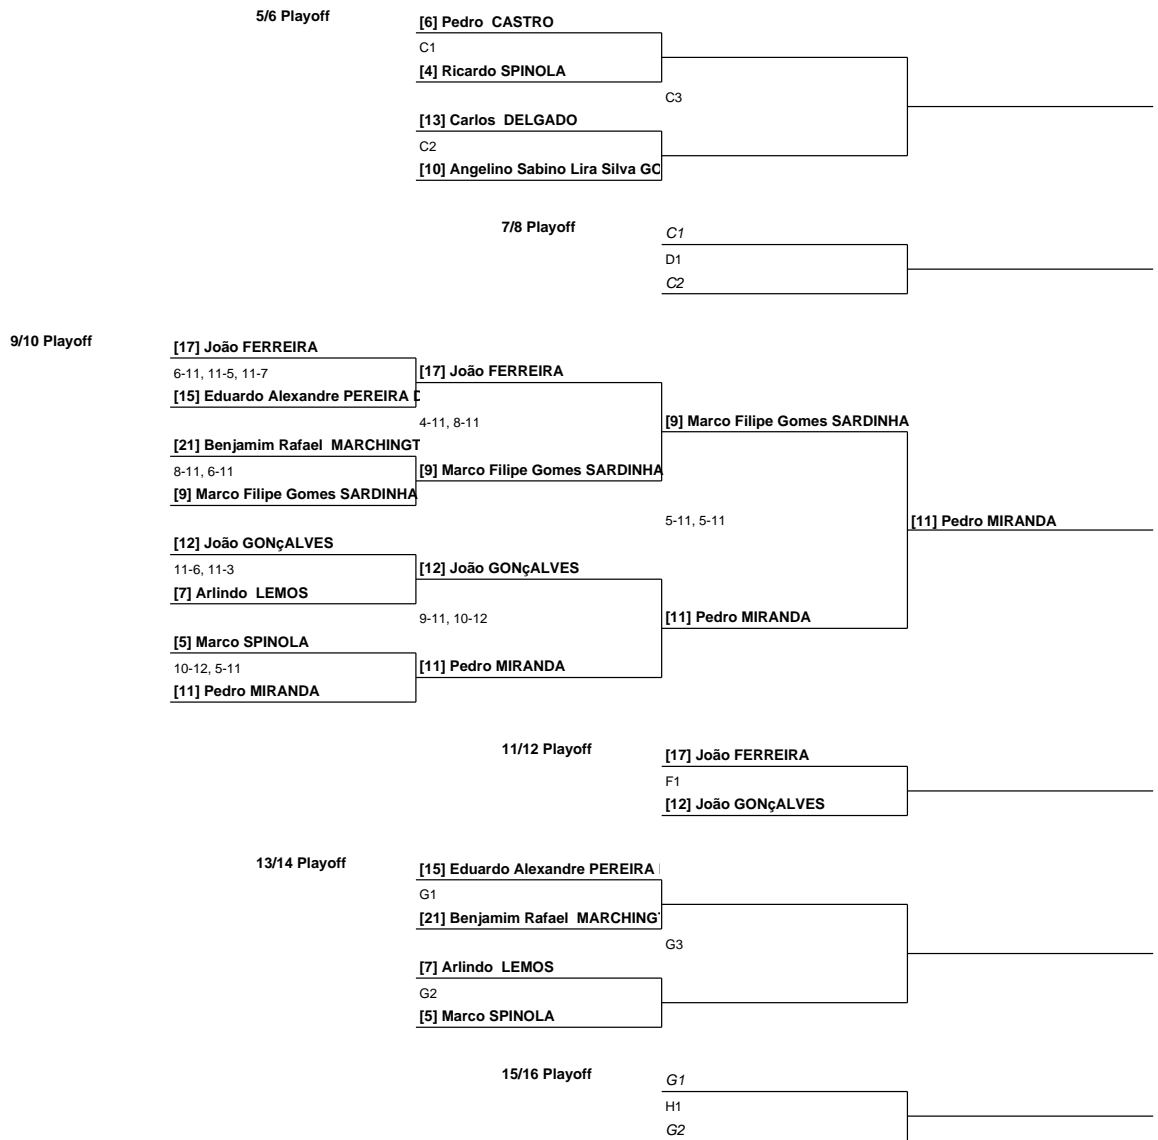 5/6 Playoff
[6] Pedro CASTRO
C1
[4] Ricardo SPINOLA
C3
[13] Carlos DELGADO
C2
[10] Angelino Sabino Lira Silva GO
7/8 Playoff
C1
D1
C2
9/10 Playoff
[17] João FERREIRA
6-11, 11-5, 11-7
[17] João FERREIRA
[15] Eduardo Alexandre PEREIRA D
4-11, 8-11
[9] Marco Filipe Gomes SARDINHA
[21] Benjamim Rafael MARCHINGT
8-11, 6-11
[9] Marco Filipe Gomes SARDINHA
[9] Marco Filipe Gomes SARDINHA
5-11, 5-11
[11] Pedro MIRANDA
[12] João GONçALVES
11-6, 11-3
[12] João GONçALVES
[7] Arlindo LEMOS
9-11, 10-12
[11] Pedro MIRANDA
[5] Marco SPINOLA
10-12, 5-11
[11] Pedro MIRANDA
[11] Pedro MIRANDA
11/12 Playoff
[17] João FERREIRA
F1
[12] João GONçALVES
13/14 Playoff
[15] Eduardo Alexandre PEREIRA
G1
[21] Benjamim Rafael MARCHINGT
G3
[7] Arlindo LEMOS
G2
[5] Marco SPINOLA
15/16 Playoff
G1
H1
G2